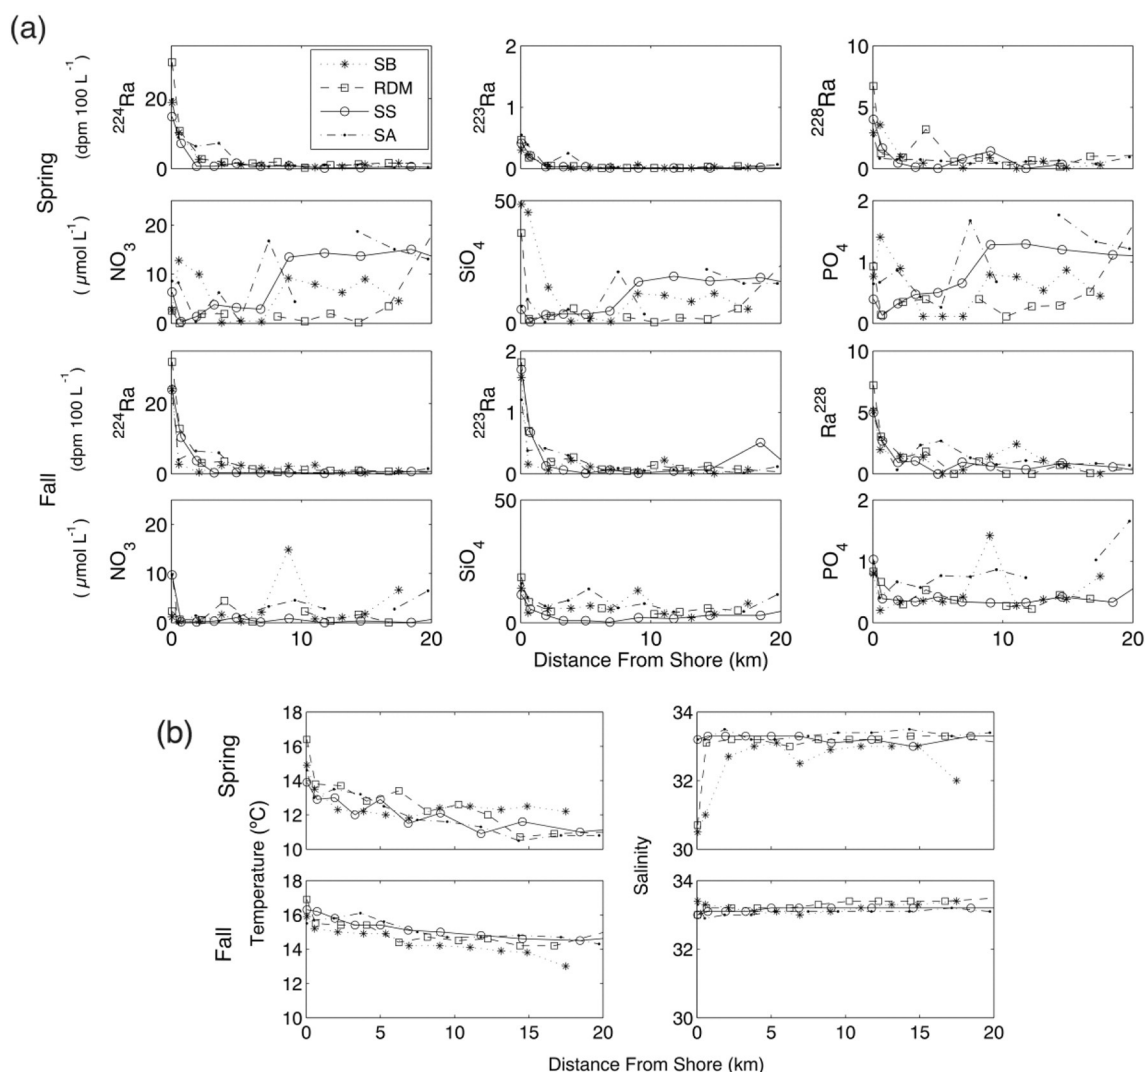 (a)
Spring
(dpm 100 L⁻¹)
²²⁴Ra
20
0
SB
RDM
SS
SA
²²³Ra
2
1
0
²²⁸Ra
10
5
0
( µmol L⁻¹)
NO₃
20
10
0
SiO₄
50
0
PO₄
2
1
0
Fall
(dpm 100 L⁻¹)
²²⁴Ra
20
0
²²³Ra
2
1
0
Ra²²⁸
10
5
0
( µmol L⁻¹)
NO₃
20
10
0
0 10 20
SiO₄
50
0
0 10 20
PO₄
2
1
0
0 10 20
Distance From Shore (km)
(b)
Spring
Fall
Temperature (ºC)
18
16
14
12
10
18
16
14
12
10
0 5 10 15 20
Salinity
34
32
30
34
32
30
0 5 10 15 20
Distance From Shore (km)